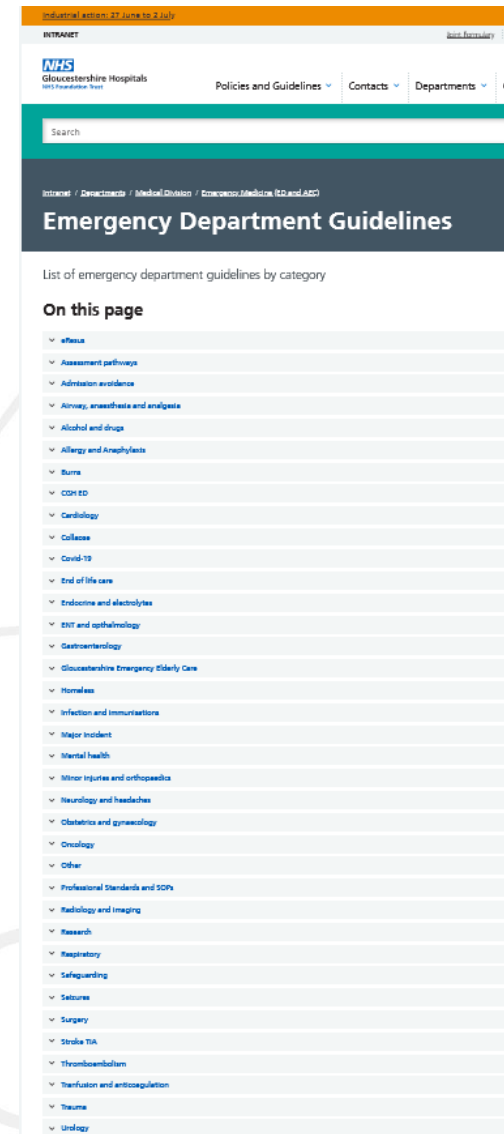 Industrial action: 27 June to 2 July
INTRANET
Joint formulary
NHS
Gloucestershire Hospitals
NHS Foundation Trust
Policies and Guidelines
Contacts
Departments
Search
Intranet / Departments / Medical Division / Emergency Medicine (ED and AEC)
Emergency Department Guidelines
List of emergency department guidelines by category
On this page
eResus
Assessment pathways
Admission avoidance
Airway, anaesthesia and analgesia
Alcohol and drugs
Allergy and Anaphylaxis
Burns
CGH ED
Cardiology
Collapse
Covid-19
End of life care
Endocrine and electrolytes
ENT and opthalmology
Gastroenterology
Gloucestershire Emergency Elderly Care
Homeless
Infection and immunisations
Major Incident
Mental health
Minor injuries and orthopaedics
Neurology and headaches
Obstetrics and gynaecology
Oncology
Other
Professional Standards and SOPs
Radiology and imaging
Research
Respiratory
Safeguarding
Seizures
Surgery
Stroke TIA
Thromboembolism
Tranfusion and anticoagulation
Trauma
Urology